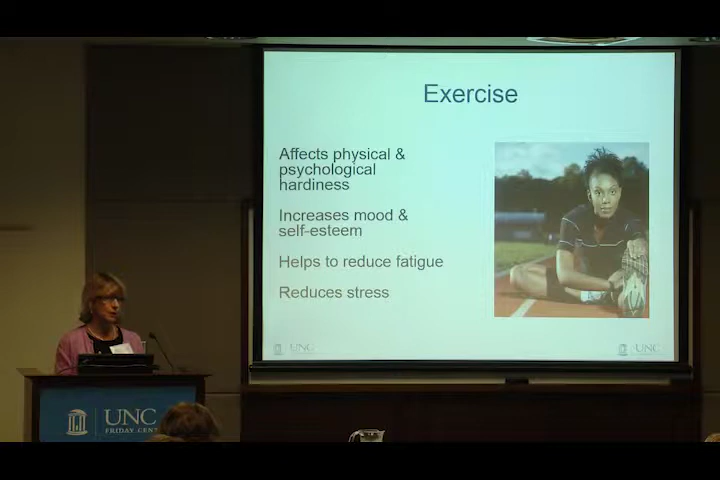 Exercise
Affects physical &
psychological
hardiness
Increases mood &
self-esteem
Helps to reduce fatigue
Reduces stress
UNC
UNC
UNC
FRIDAY CENT